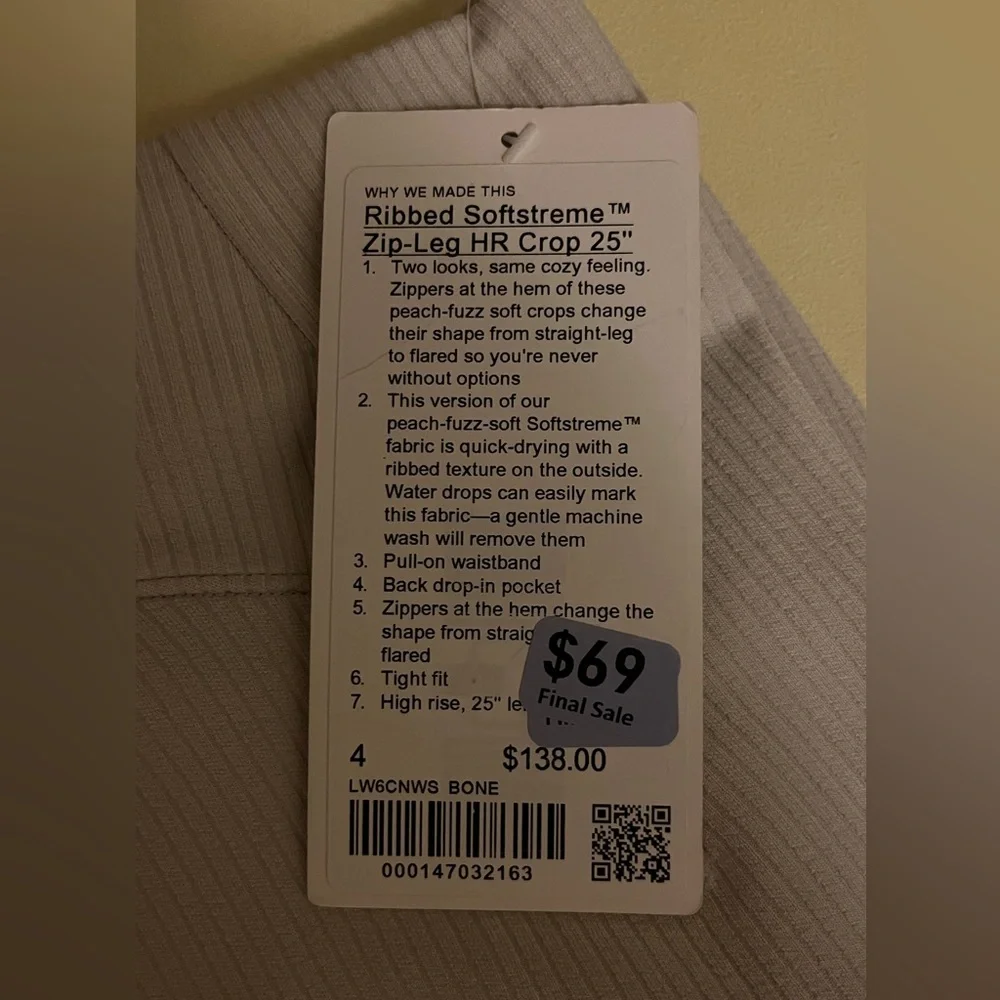 WHY WE MADE THIS
Ribbed Softstreme™
Zip-Leg HR Crop 25"
1. Two looks, same cozy feeling.
Zippers at the hem of these
peach-fuzz soft crops change
their shape from straight-leg
to flared so you're never
without options
2. This version of our
peach-fuzz-soft Softstreme™
fabric is quick-drying with a
ribbed texture on the outside.
Water drops can easily mark
this fabric—a gentle machine
wash will remove them
3. Pull-on waistband
4. Back drop-in pocket
5. Zippers at the hem change the
shape from
flared
6. Tight fit
7. High rise, 25"
$69
Final Sale
4 $138.00
LW6CNWS BONE
000147032163